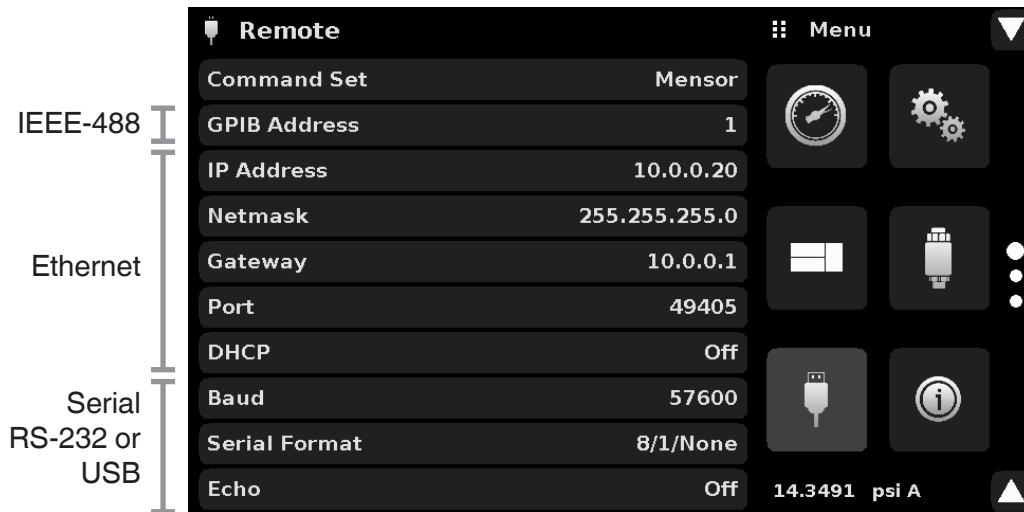 Remote
Menu
Command Set Mensor
IEEE-488
GPIB Address 1
IP Address 10.0.0.20
Netmask 255.255.255.0
Ethernet
Gateway 10.0.0.1
Port 49405
DHCP Off
Serial
RS-232 or
USB
Baud 57600
Serial Format 8/1/None
Echo Off
14.3491 psi A